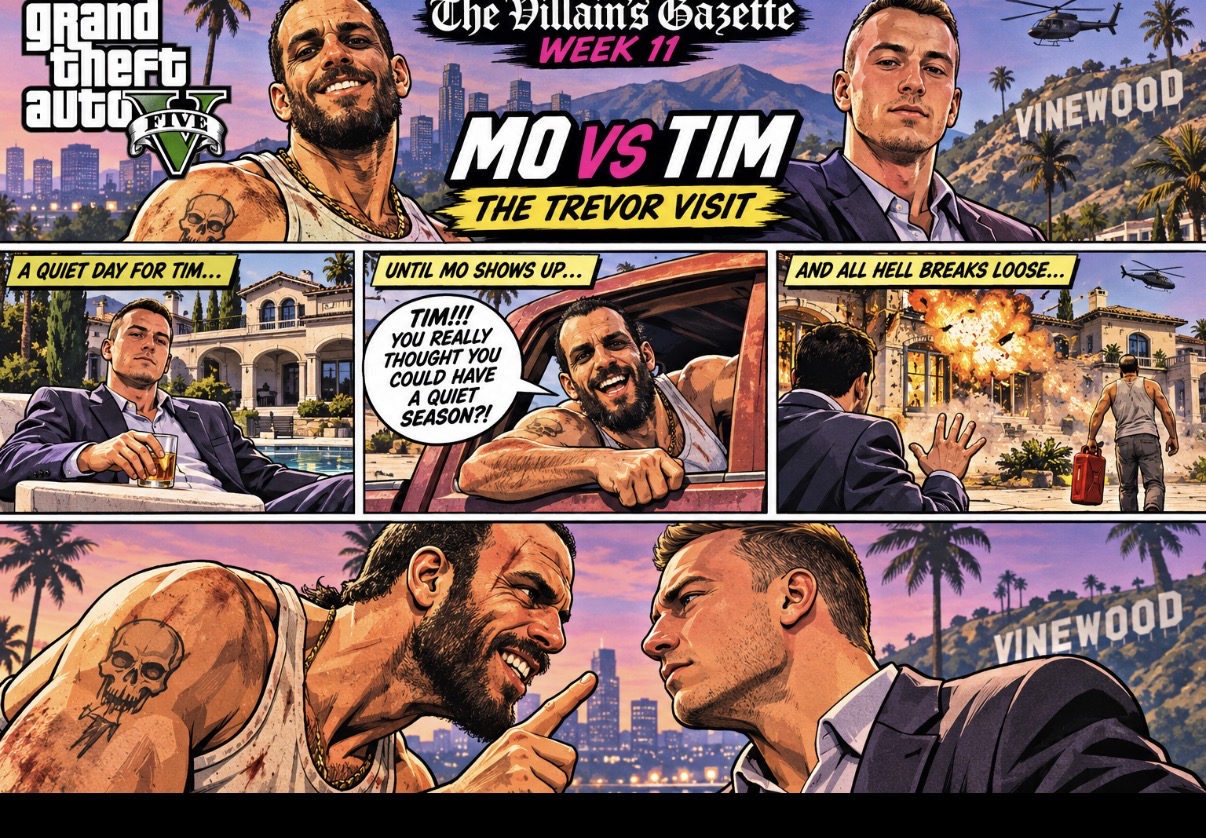 grand
theft
auto
FIVE
The Villain's Gazette
WEEK 11
VINEWOOD
MO VS TIM
THE TREVOR VISIT
A QUIET DAY FOR TIM...
UNTIL MO SHOWS UP...
TIM!!!
YOU REALLY
THOUGHT YOU
COULD HAVE
A QUIET
SEASON?!
AND ALL HELL BREAKS LOOSE...
VINEWOOD